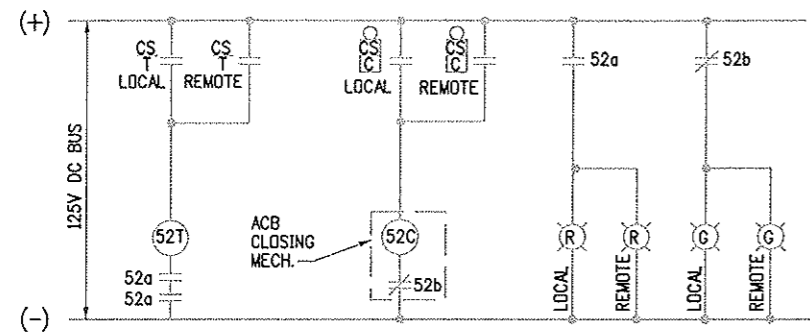 (+)
125V DC BUS
CS
T
LOCAL
CS
T
REMOTE
CS
C
LOCAL
CS
C
REMOTE
52a
52b
52T
52a
52a
ACB
CLOSING
MECH.
52C
52b
R
R
G
G
LOCAL
REMOTE
LOCAL
REMOTE
(-)